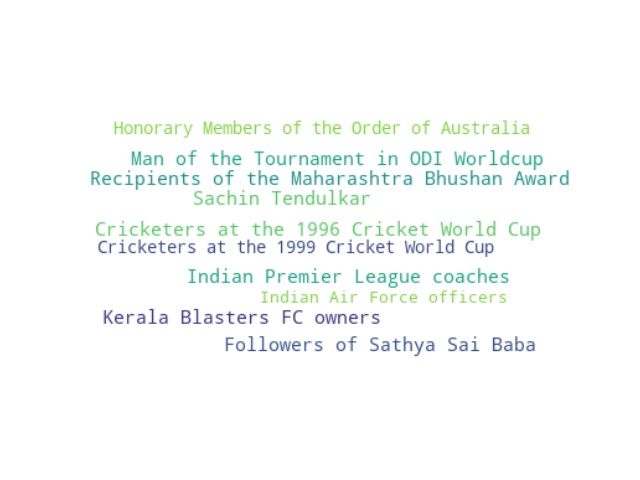 Honorary Members of the Order of Australia
Man of the Tournament in ODI Worldcup
Recipients of the Maharashtra Bhushan Award
Sachin Tendulkar
Cricketers at the 1996 Cricket World Cup
Cricketers at the 1999 Cricket World Cup
Indian Premier League coaches
Indian Air Force officers
Kerala Blasters FC owners
Followers of Sathya Sai Baba